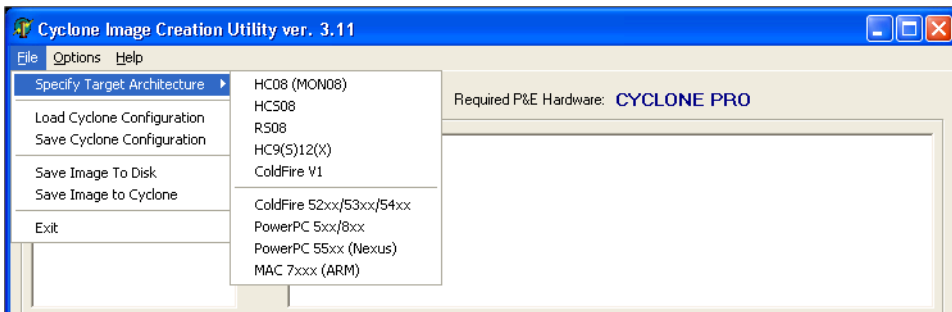 Cyclone Image Creation Utility ver. 3.11
File Options Help
Specify Target Architecture
Load Cyclone Configuration
Save Cyclone Configuration
Save Image To Disk
Save Image to Cyclone
Exit
HC08 (MON08)
HCS08
RS08
HC9(S)12(X)
ColdFire V1
ColdFire 52xx/53xx/54xx
PowerPC 5xx/8xx
PowerPC 55xx (Nexus)
MAC 7xxx (ARM)
Required P&E Hardware: CYCLONE PRO